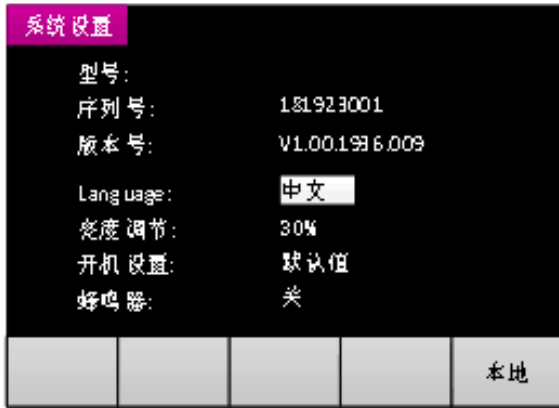 系统设置
型号:
序列号: 181923001
版本号: V1.00.1936.009
Language: 中文
亮度调节: 30%
开机设置: 默认值
蜂鸣器: 关
本地